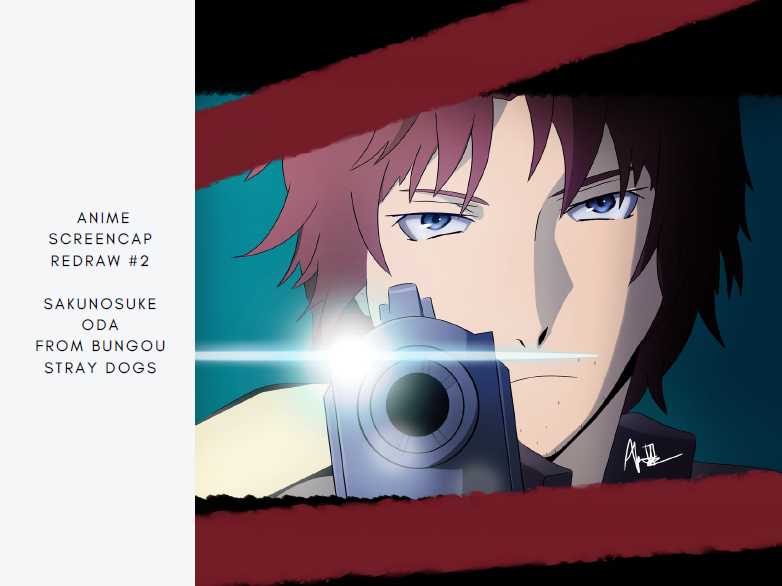 ANIME
SCREENCAP
REDRAW #2
SAKUNOSUKE
ODA
FROM BUNGOU
STRAY DOGS